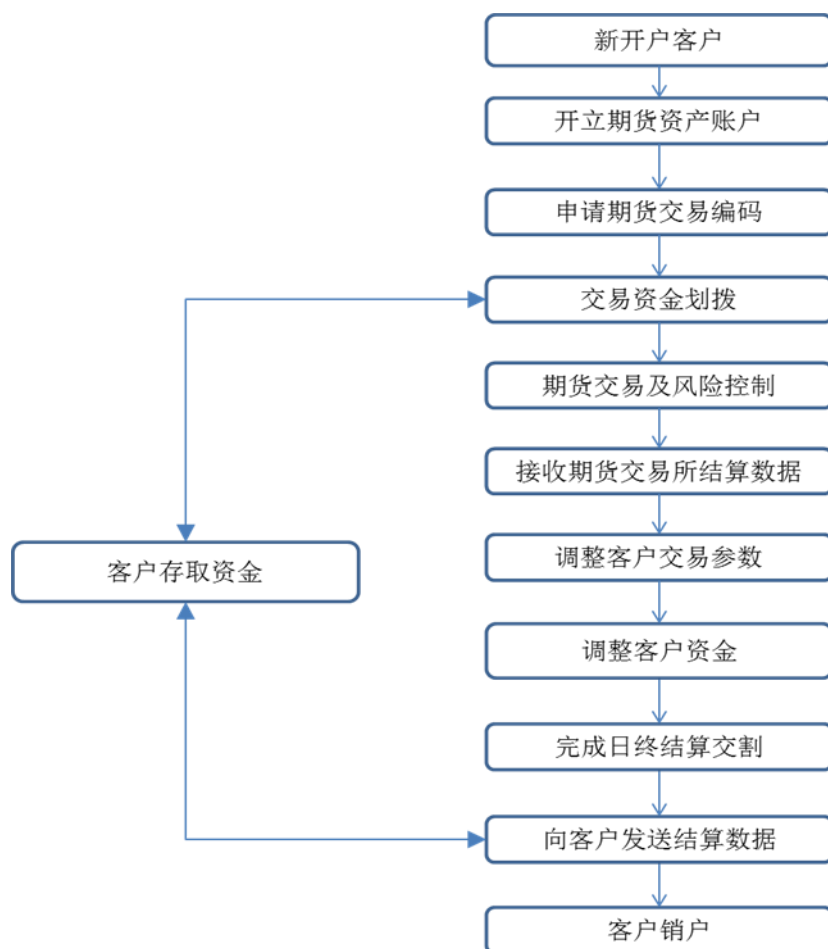 新开户客户
开立期货资产账户
申请期货交易编码
交易资金划拨
期货交易及风险控制
接收期货交易所结算数据
调整客户交易参数
客户存取资金
调整客户资金
完成日终结算交割
向客户发送结算数据
客户销户